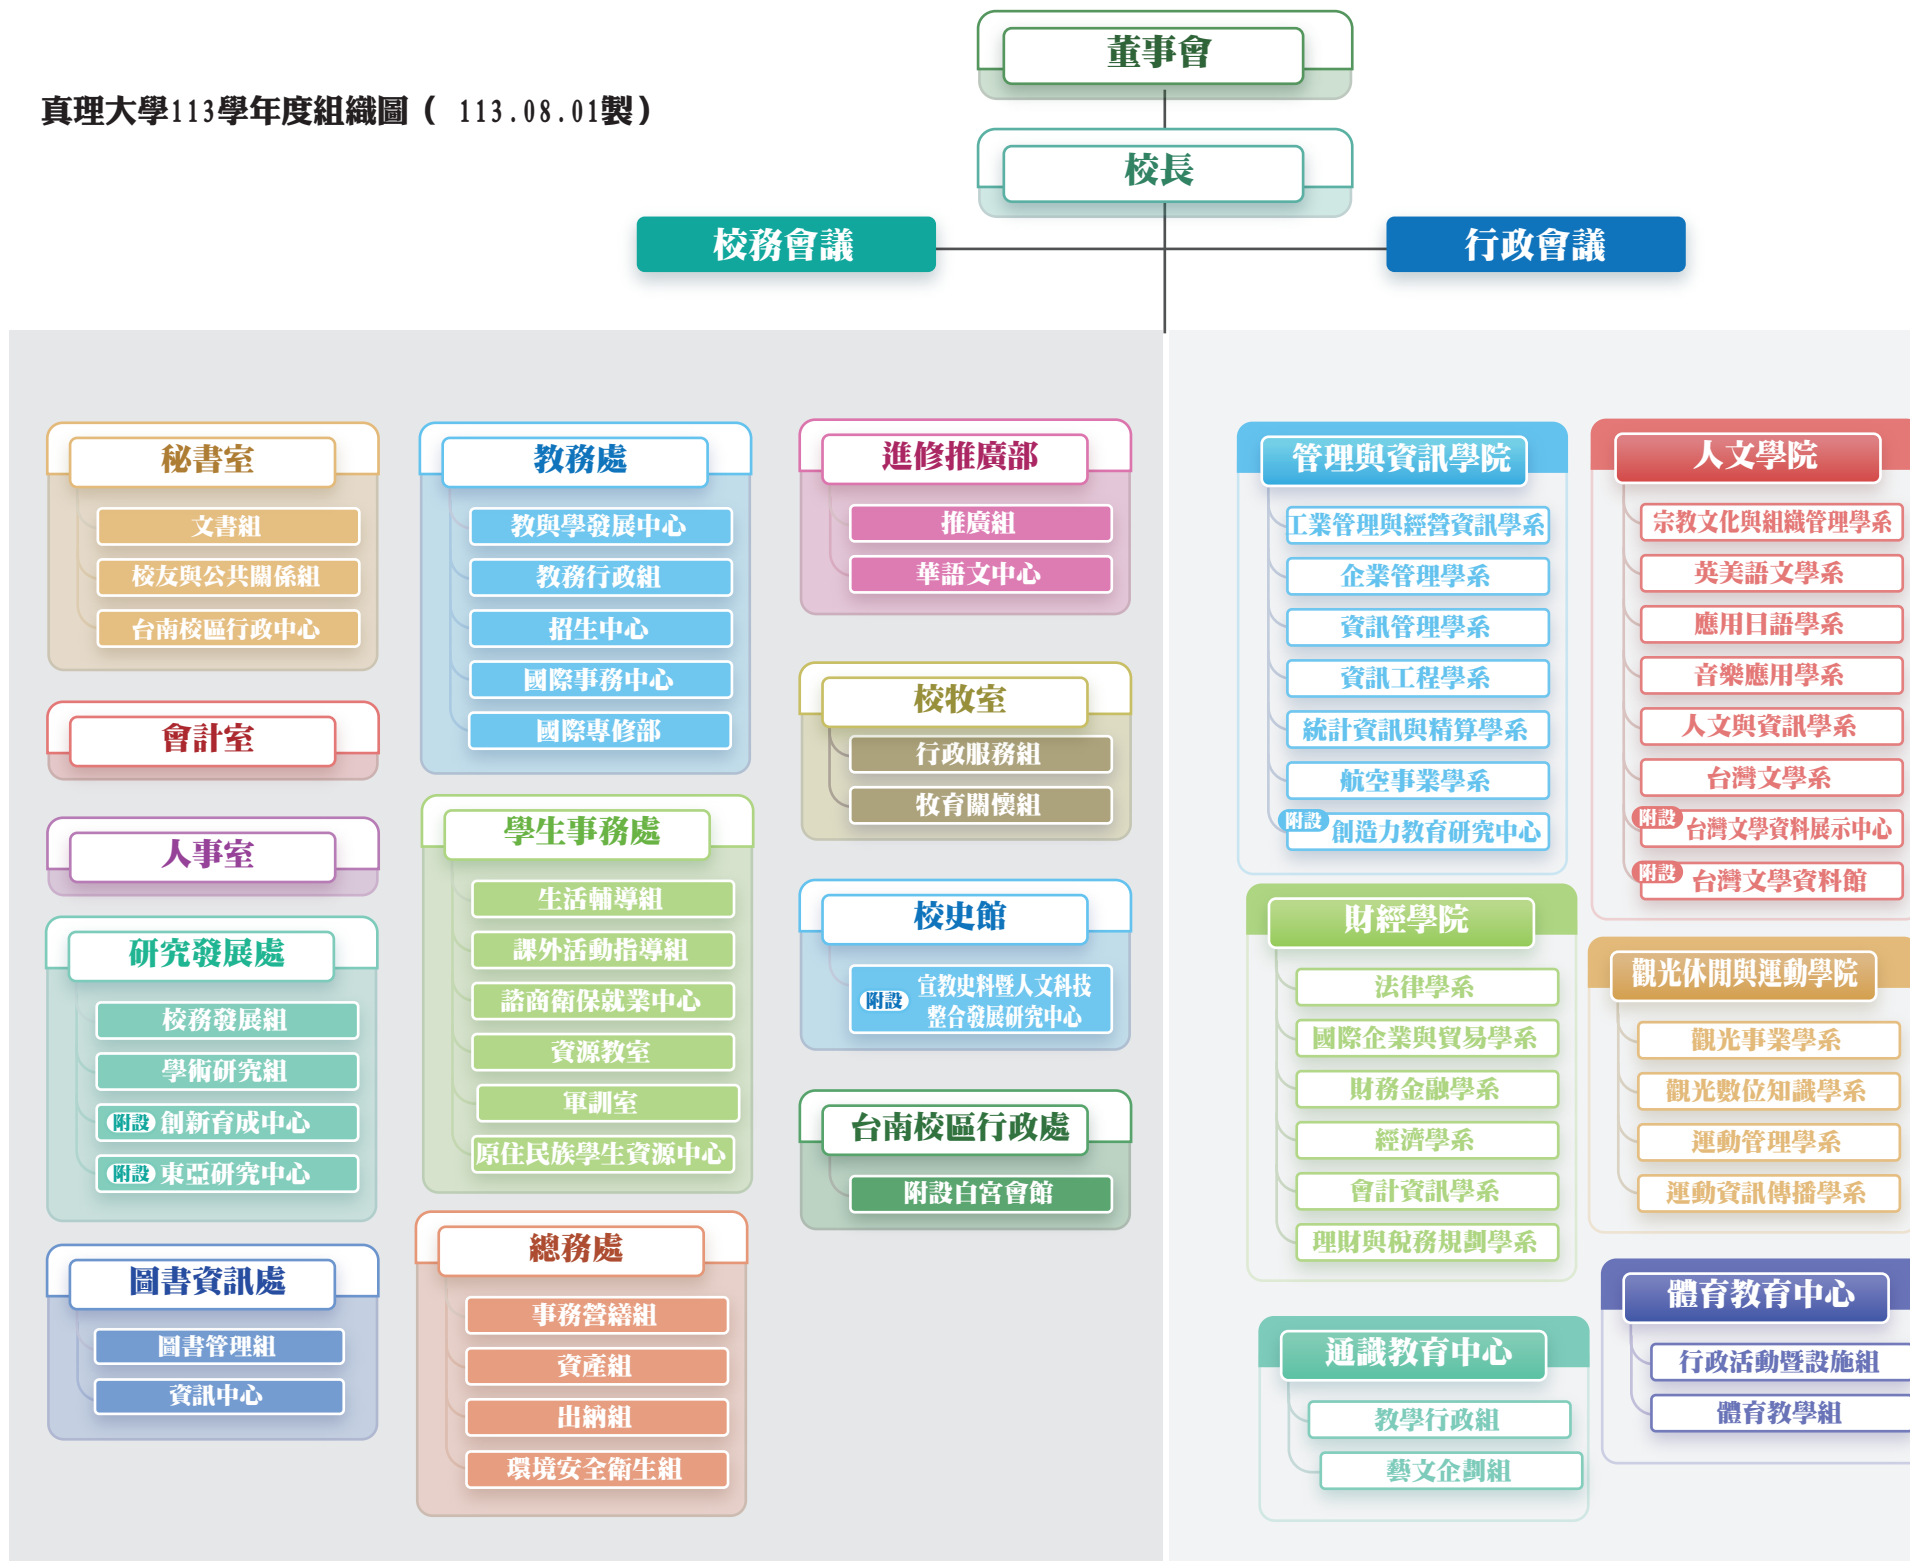 董事會
真理大學113學年度組織圖（ 113.08.01製）
校長
校務會議
行政會議
秘書室
文書組
校友與公共關係組
台南校區行政中心
會計室
人事室
研究發展處
校務發展組
學術研究組
附設 創新育成中心
附設 東亞研究中心
圖書資訊處
圖書管理組
資訊中心
教務處
教與學發展中心
教務行政組
招生中心
國際事務中心
國際專修部
學生事務處
生活輔導組
課外活動指導組
諮商衛保就業中心
資源教室
軍訓室
原住民族學生資源中心
總務處
事務營繕組
資產組
出納組
環境安全衛生組
進修推廣部
推廣組
華語文中心
校牧室
行政服務組
牧育關懷組
校史館
附設 宣教史料暨人文科技
整合發展研究中心
台南校區行政處
附設白宮會館
管理與資訊學院
工業管理與經營資訊學系
企業管理學系
資訊管理學系
資訊工程學系
統計資訊與精算學系
航空事業學系
附設 創造力教育研究中心
財經學院
法律學系
國際企業與貿易學系
財務金融學系
經濟學系
會計資訊學系
理財與稅務規劃學系
通識教育中心
教學行政組
藝文企劃組
人文學院
宗教文化與組織管理學系
英美語文學系
應用日語學系
音樂應用學系
人文與資訊學系
台灣文學系
附設 台灣文學資料展示中心
附設 台灣文學資料館
觀光休閒與運動學院
觀光事業學系
觀光數位知識學系
運動管理學系
運動資訊傳播學系
體育教育中心
行政活動暨設施組
體育教學組